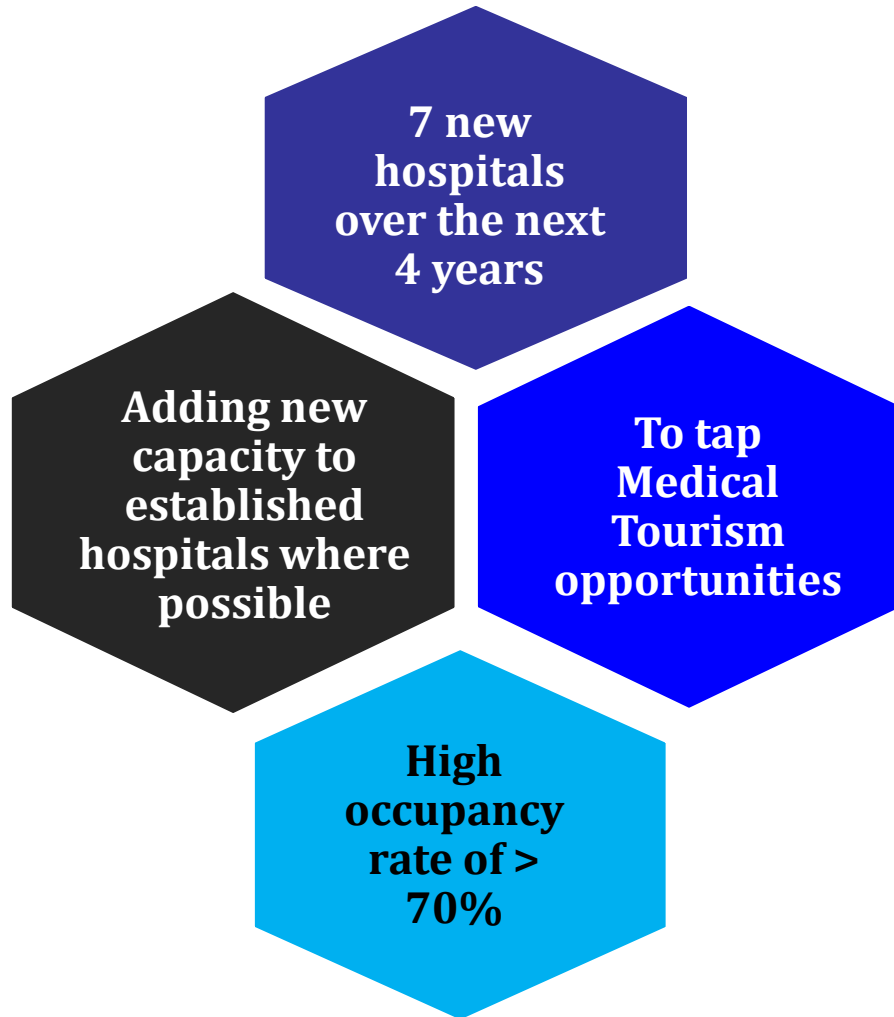 7 new
hospitals
over the next
4 years
Adding new
capacity to
established
hospitals where
possible
To tap
Medical
Tourism
opportunities
High
occupancy
rate of >
70%